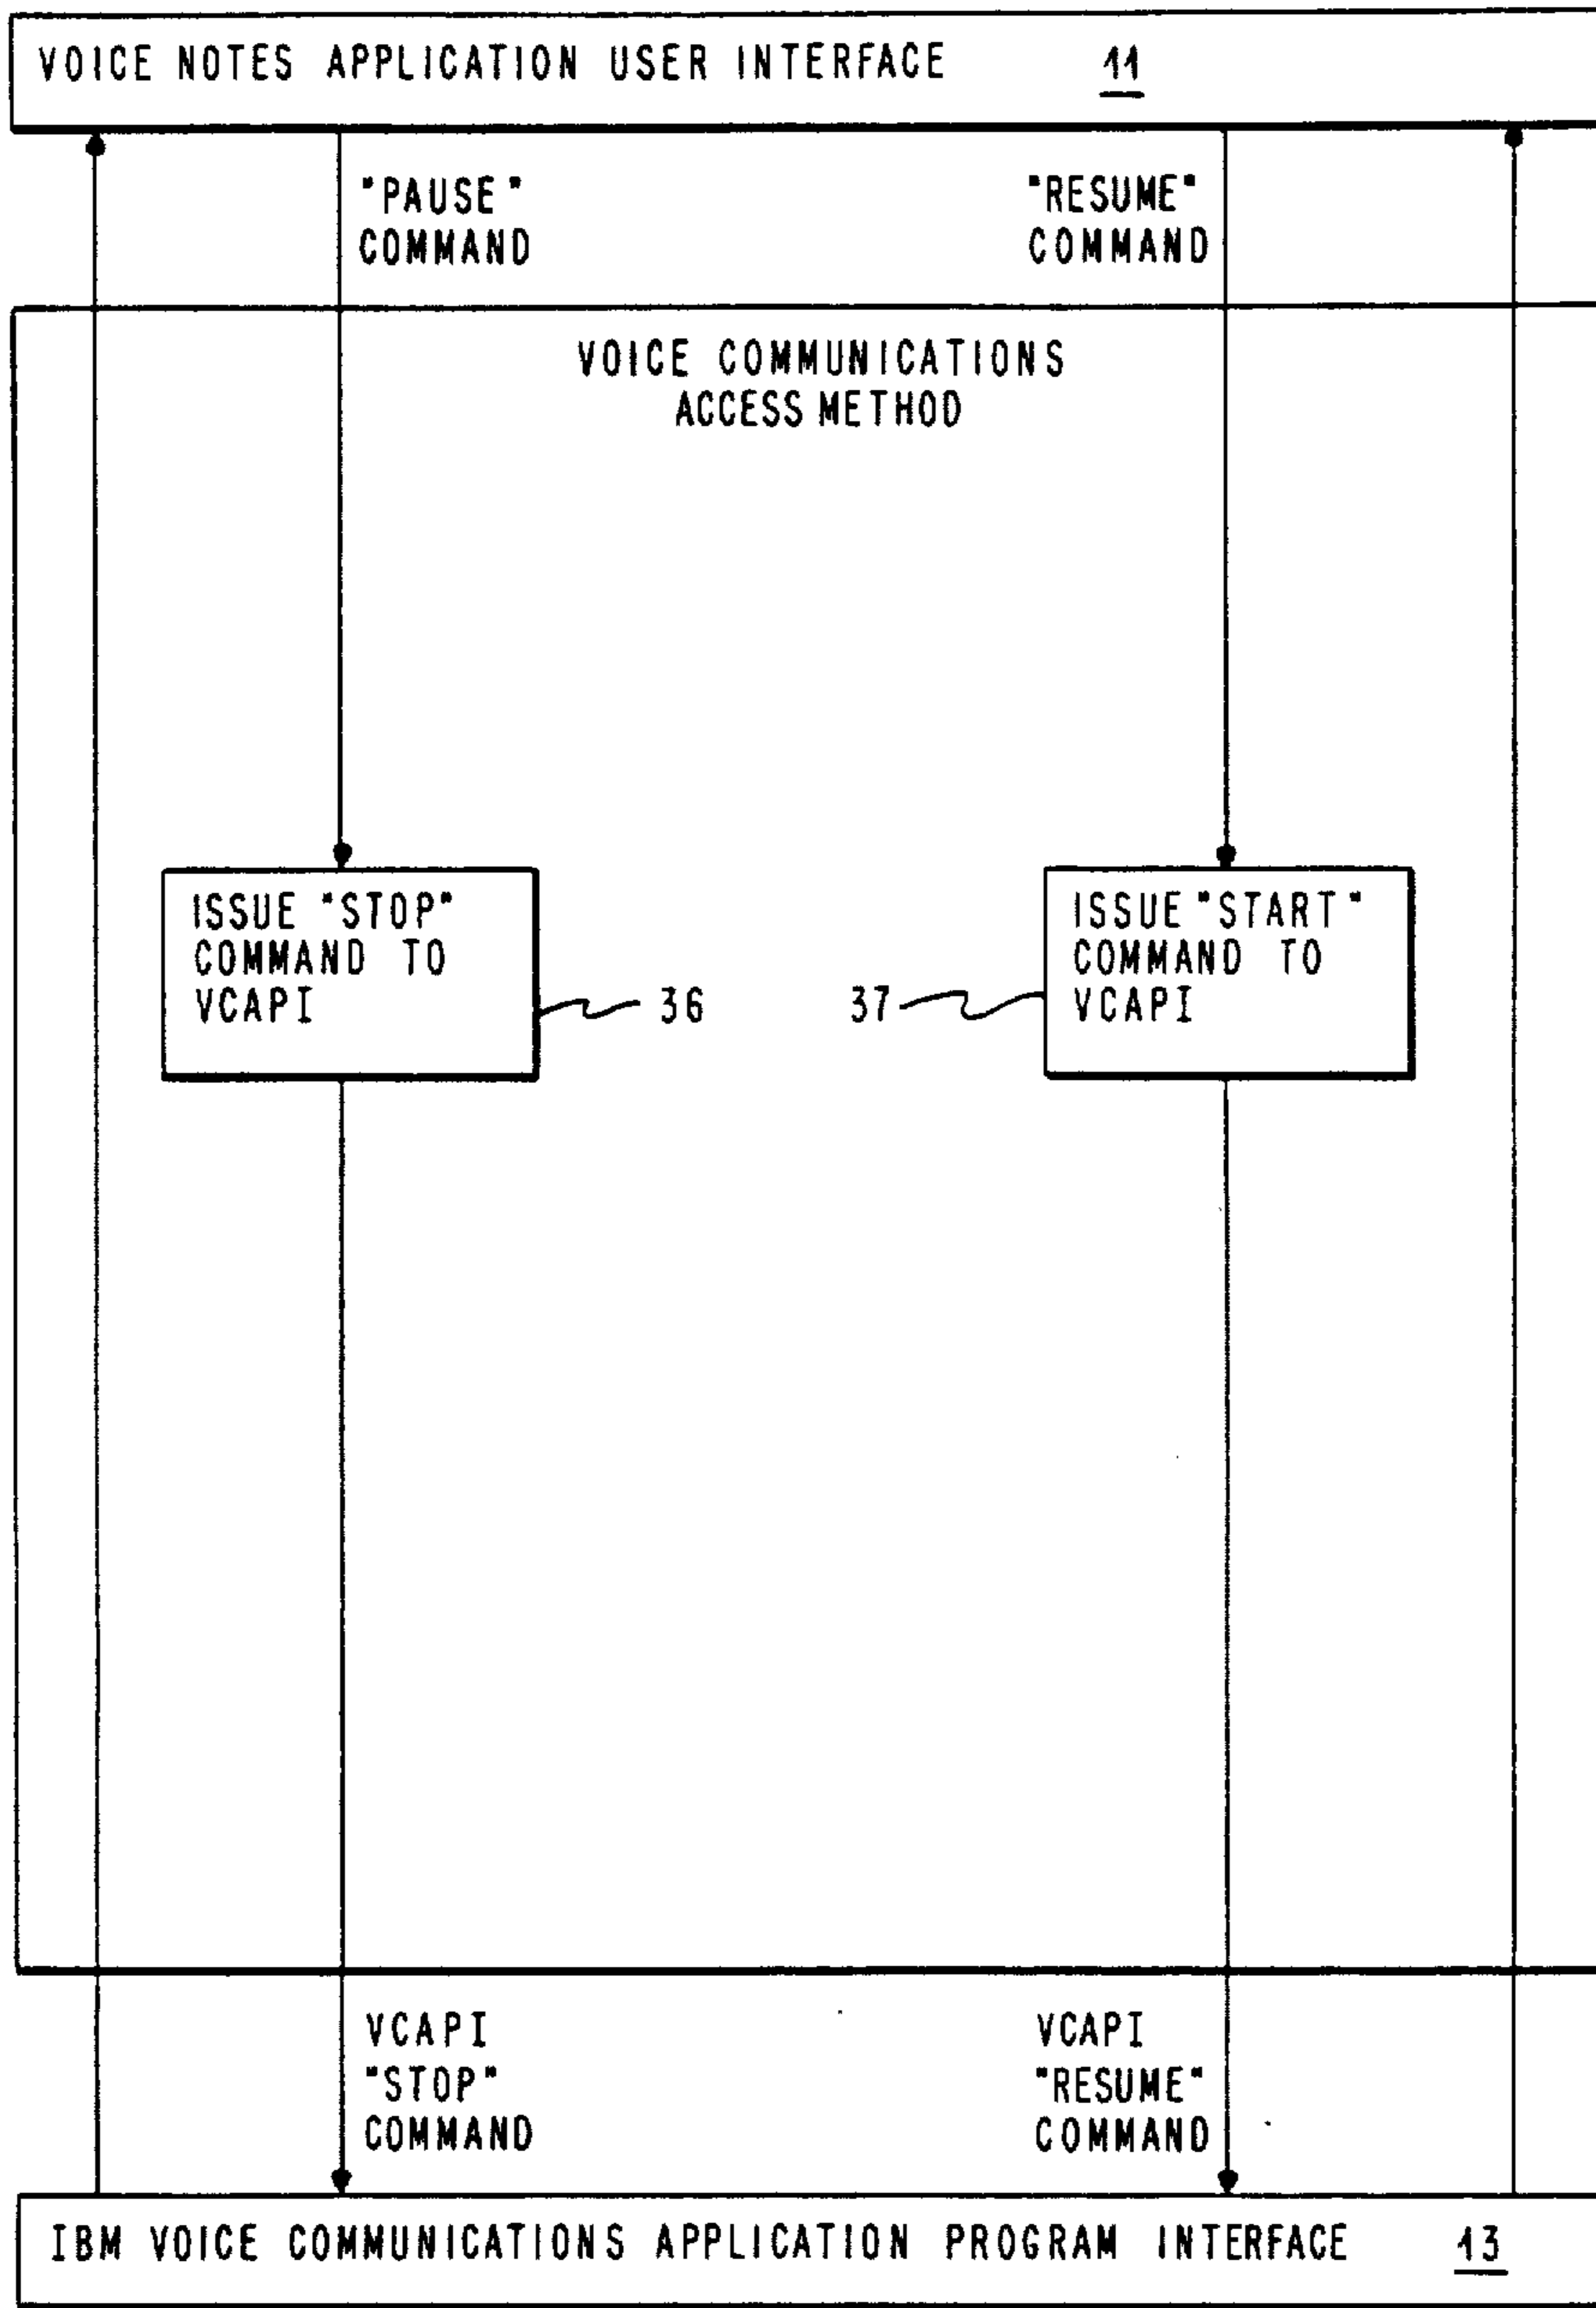 VOICE NOTES APPLICATION USER INTERFACE 11
"PAUSE"
COMMAND
"RESUME"
COMMAND
VOICE COMMUNICATIONS
ACCESS METHOD
ISSUE "STOP"
COMMAND TO
VCAPI
36
37
ISSUE "START"
COMMAND TO
VCAPI
VCAPI
"STOP"
COMMAND
VCAPI
"RESUME"
COMMAND
IBM VOICE COMMUNICATIONS APPLICATION PROGRAM INTERFACE 13